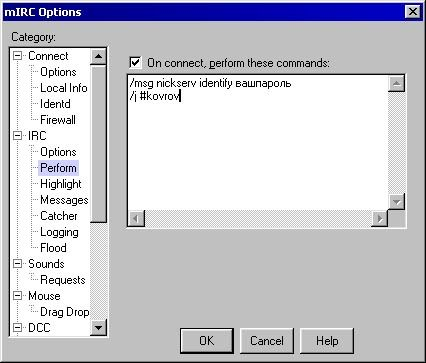 mIRC Options
Category:
Connect
Options
Local Info
Identd
Firewall
IRC
Options
Perform
Highlight
Messages
Catcher
Logging
Flood
Sounds
Requests
Mouse
Drag Drop
DCC
On connect, perform these commands:
/msg nickserv identify вашпароль
/j #kovrov
OK
Cancel
Help